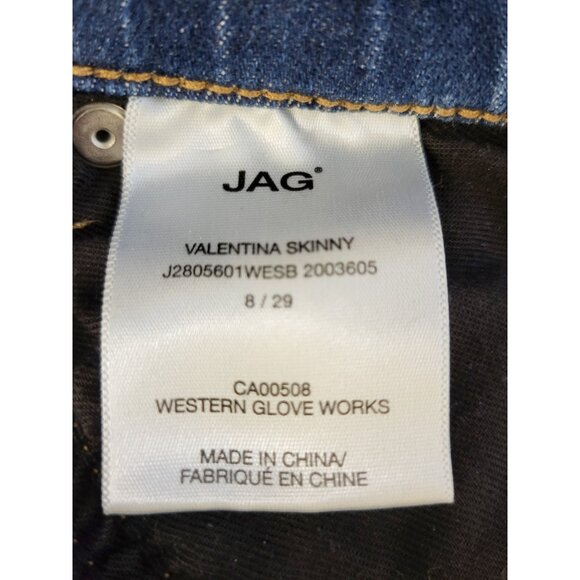 JAG®
VALENTINA SKINNY
J2805601WESB 2003605
8 / 29
CA00508
WESTERN GLOVE WORKS
MADE IN CHINA/
FABRIQUÉ EN CHINE